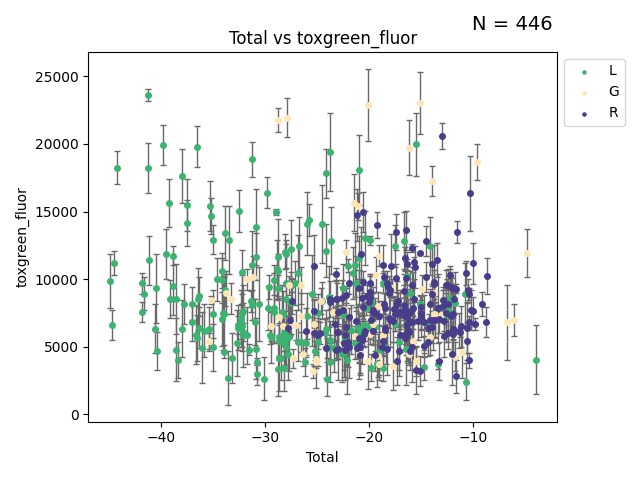 N = 446
Total vs toxgreen_fluor
L
G
R
toxgreen_fluor
25000
20000
15000
10000
5000
0
−40
−30
−20
−10
Total